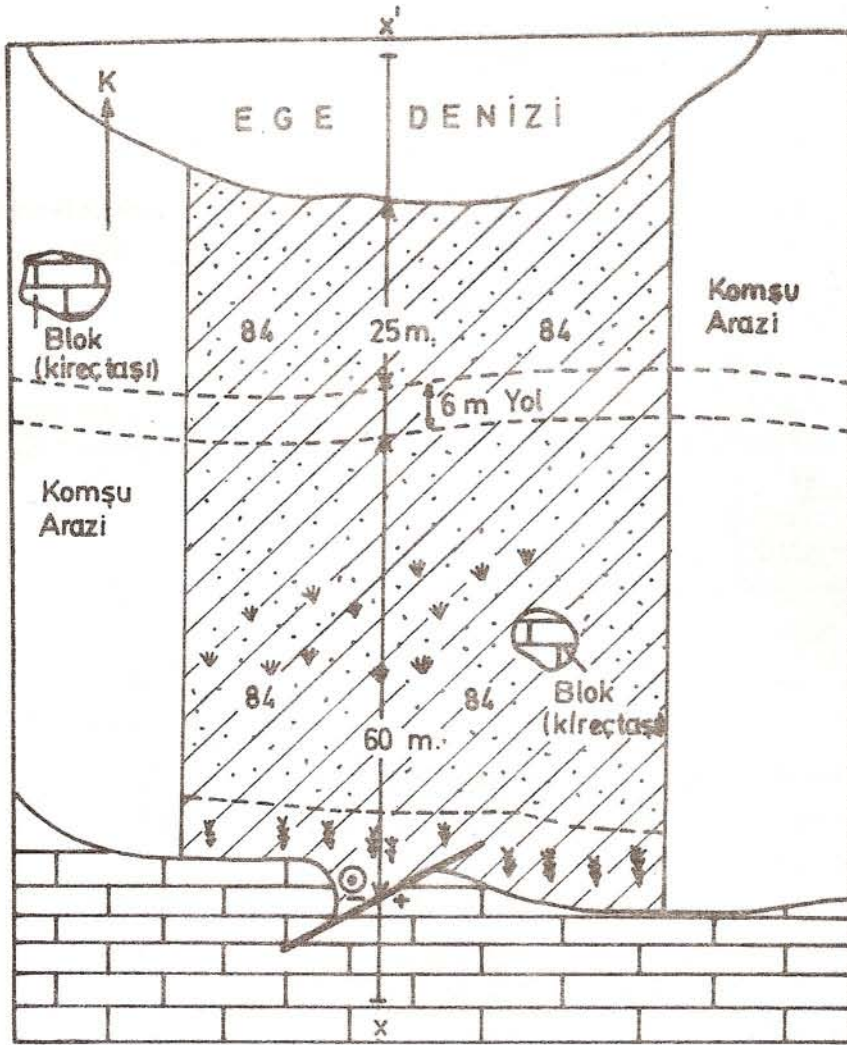 x'
K
EGE DENİZİ
Blok
(kireçtaşı)
84
25m.
84
Komşu
Arazi
6 m Yol
Komşu
Arazi
84
84
Blok
(kireçtaşı)
60 m.
- +
x